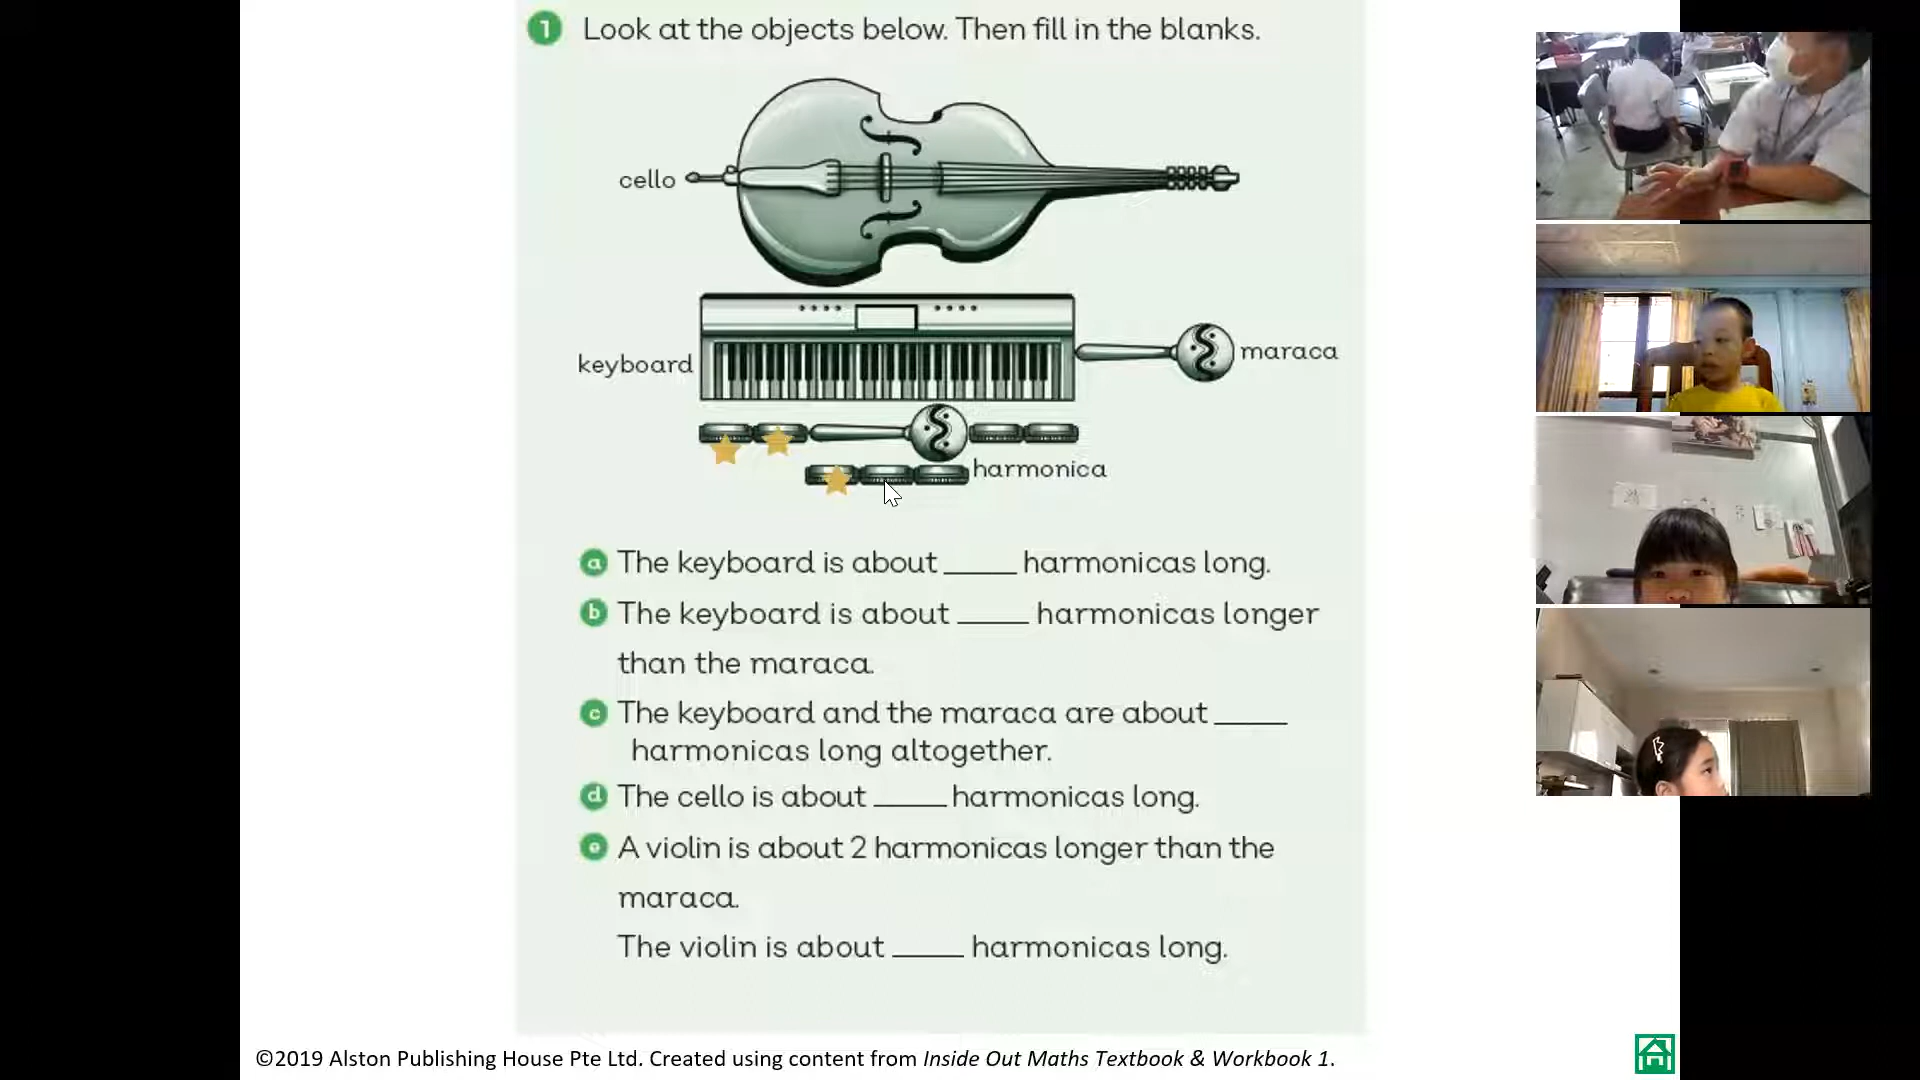 1 Look at the objects below. Then fill in the blanks.
cello
keyboard
maraca
harmonica
a The keyboard is about _____ harmonicas long.
b The keyboard is about _____ harmonicas longer
than the maraca.
c The keyboard and the maraca are about _____
harmonicas long altogether.
d The cello is about _____ harmonicas long.
e A violin is about 2 harmonicas longer than the
maraca.
The violin is about _____ harmonicas long.
©2019 Alston Publishing House Pte Ltd. Created using content from Inside Out Maths Textbook & Workbook 1.